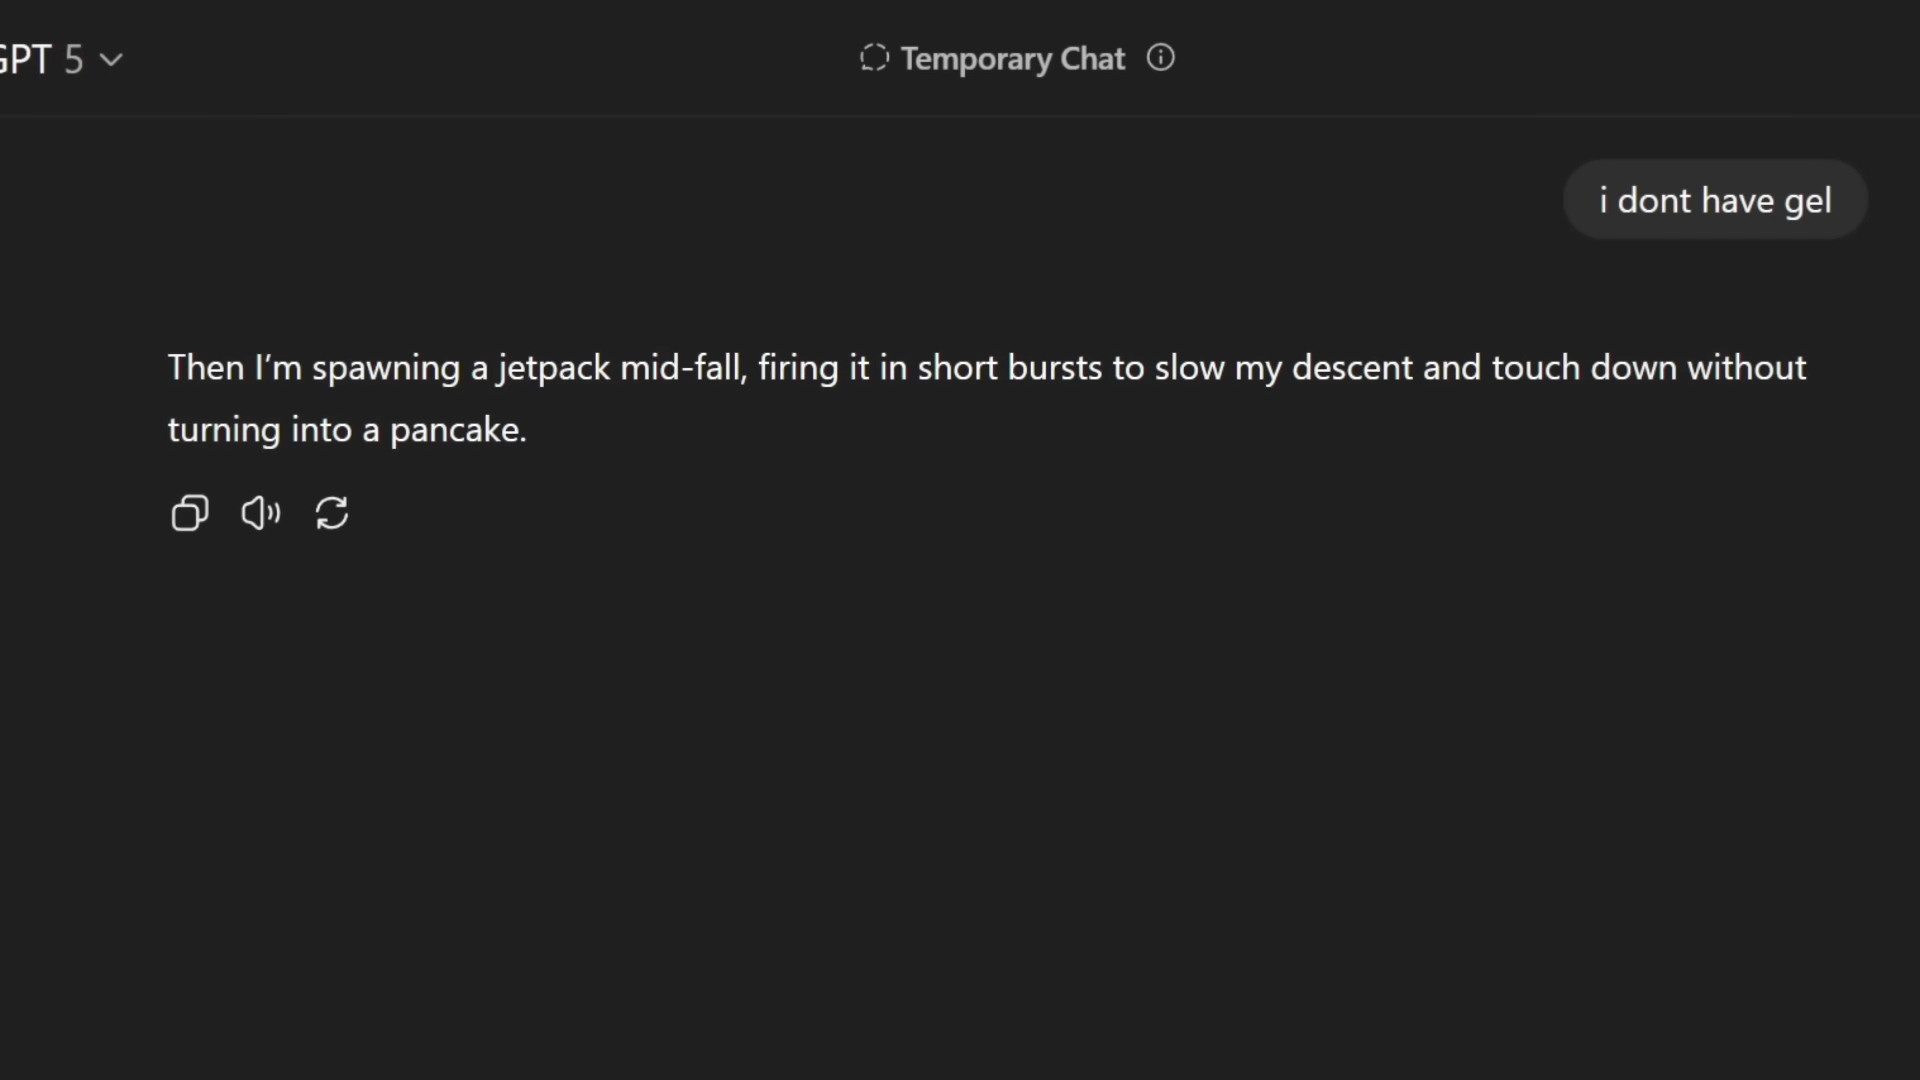 GPT 5
Temporary Chat
i dont have gel
Then I’m spawning a jetpack mid-fall, firing it in short bursts to slow my descent and touch down without
turning into a pancake.